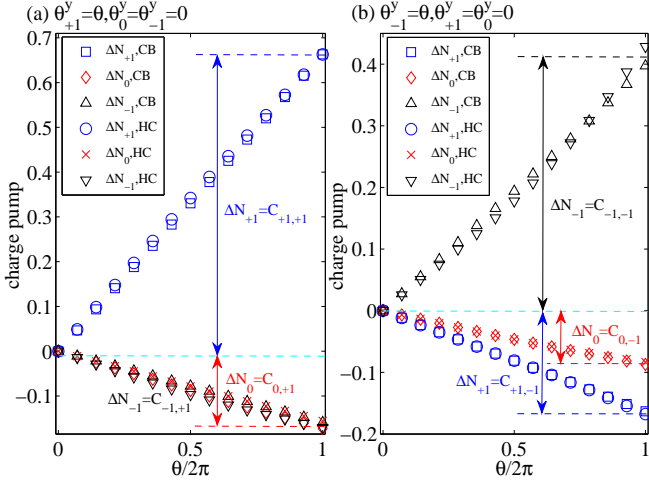 (a) θ^y_{+1}=θ,θ^y_0=θ^y_{−1}=0
0.7
0.6
0.5
0.4
0.3
0.2
0.1
0
−0.1
charge pump
ΔN_{+1},CB
ΔN_0,CB
ΔN_{−1},CB
ΔN_{+1},HC
ΔN_0,HC
ΔN_{−1},HC
ΔN_{+1}=C_{+1,+1}
ΔN_0=C_{0,+1}
ΔN_{−1}=C_{−1,+1}
0
0.5
1
θ/2π
(b) θ^y_{−1}=θ,θ^y_{+1}=θ^y_0=0
0.4
0.3
0.2
0.1
0
−0.1
−0.2
charge pump
ΔN_{+1},CB
ΔN_0,CB
ΔN_{−1},CB
ΔN_{+1},HC
ΔN_0,HC
ΔN_{−1},HC
ΔN_{−1}=C_{−1,−1}
ΔN_0=C_{0,−1}
ΔN_{+1}=C_{+1,−1}
0
0.5
1
θ/2π